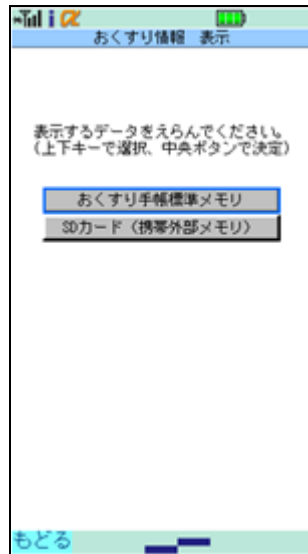 おくすり情報 表示
表示するデータをえらんでください。
(上下キーで選択、中央ボタンで決定)
おくすり手帳標準メモリ
SDカード(携帯外部メモリ)
もどる